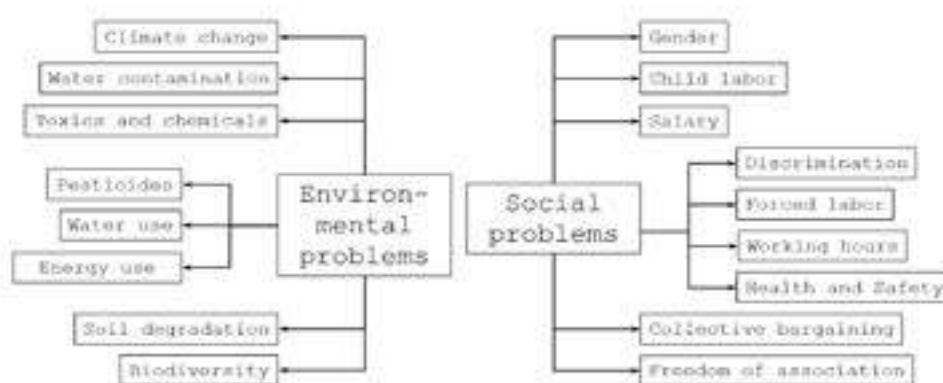 Climate change
Water contamination
Toxics and chemicals
Pesticides
Water use
Energy use
Soil degradation
Biodiversity
Environ-
mental
problems
Social
problems
Gender
Child labor
Salary
Discrimination
Forced labor
Working hours
Health and Safety
Collective bargaining
Freedom of association